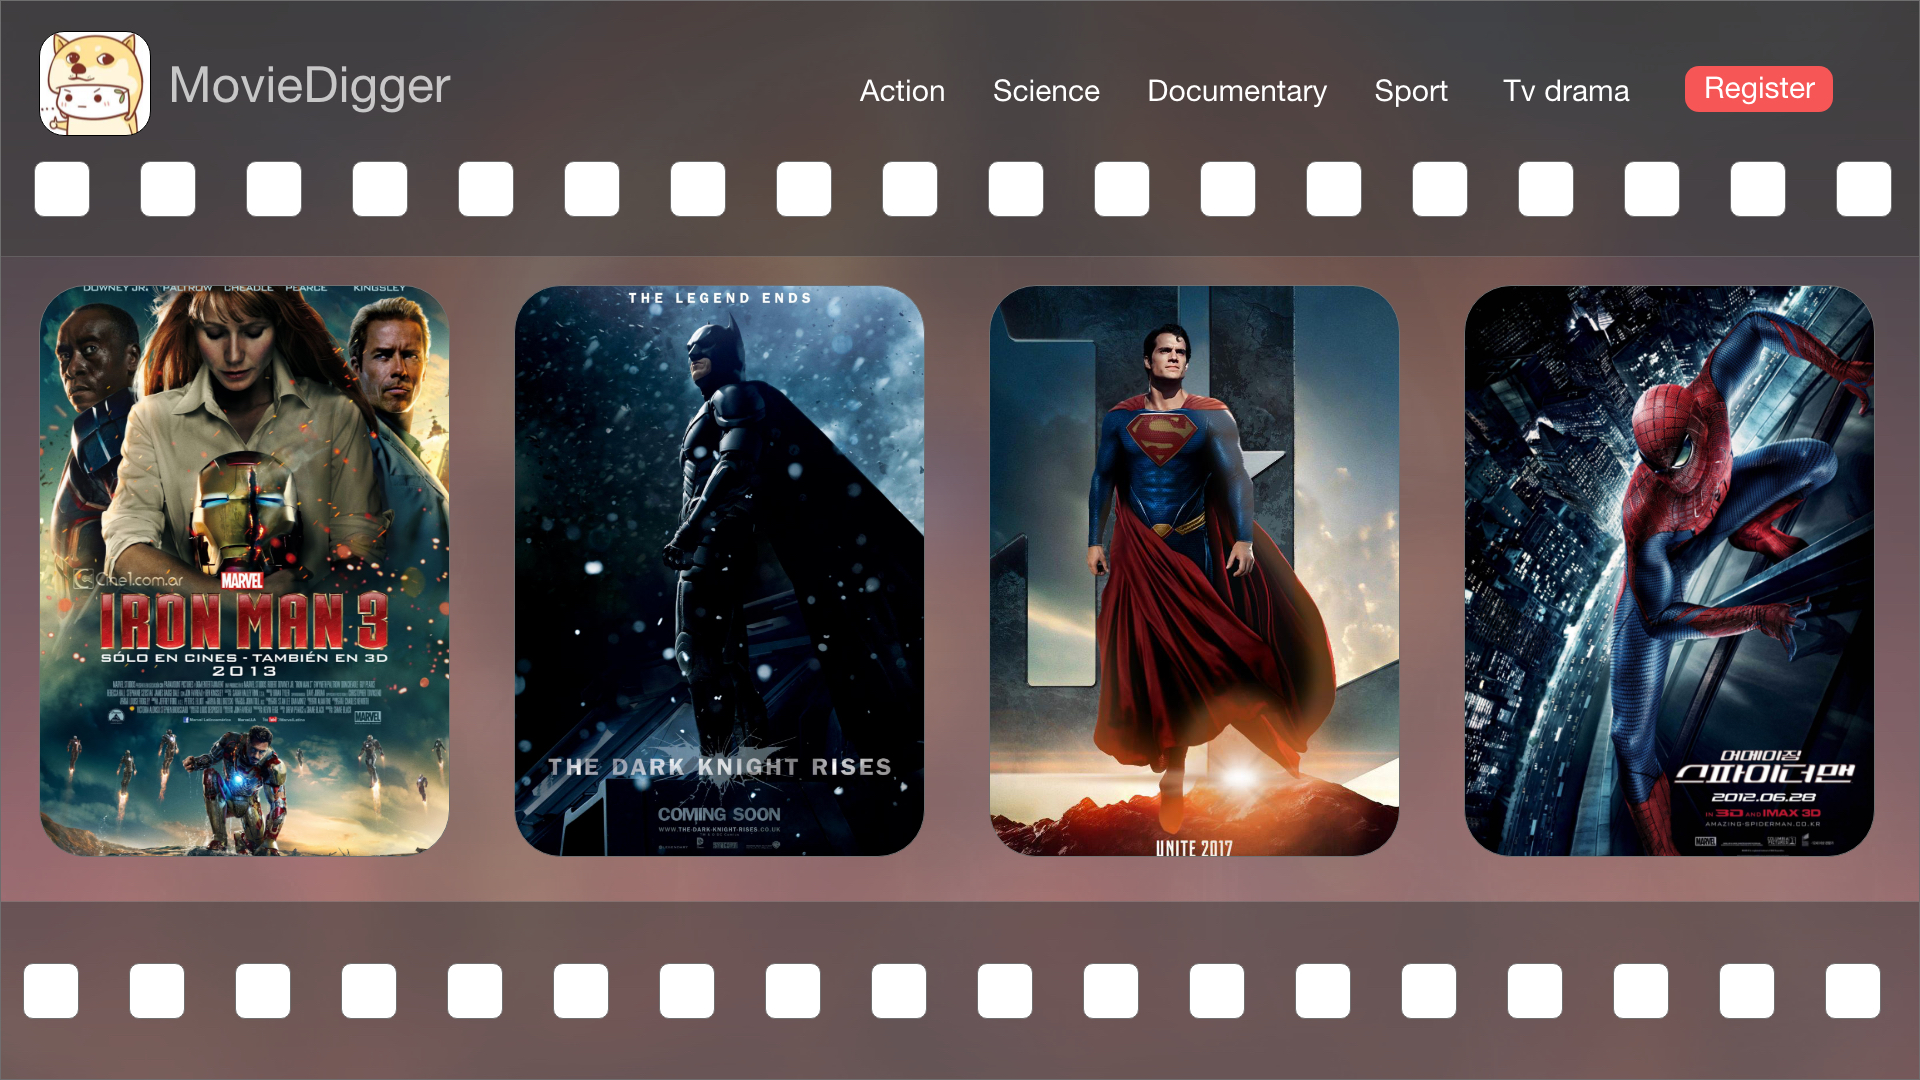 MovieDigger
Action
Science
Documentary
Sport
Tv drama
Register
DOWNEY JR. PALTROW CHEADLE PEARCE KINGSLEY
Cine1.com.ar
MARVEL
IRON MAN 3
SÓLO EN CINES - TAMBIÉN EN 3D
2013
MARVEL
THE LEGEND ENDS
THE DARK KNIGHT RISES
COMING SOON
WWW.THE-DARK-KNIGHT-RISES.CO.UK
UNITE 2017
어메이징
스파이더맨
2012.06.28
IN 3D AND IMAX 3D
AMAZING-SPIDERMAN.CO.KR
MARVEL